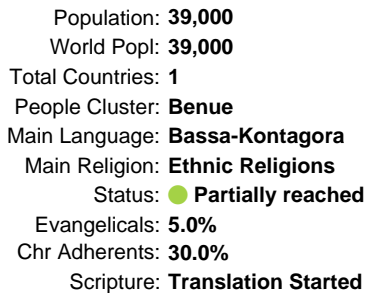 Population: 39,000
World Popl: 39,000
Total Countries: 1
People Cluster: Benue
Main Language: Bassa-Kontagora
Main Religion: Ethnic Religions
Status: Partially reached
Evangelicals: 5.0%
Chr Adherents: 30.0%
Scripture: Translation Started